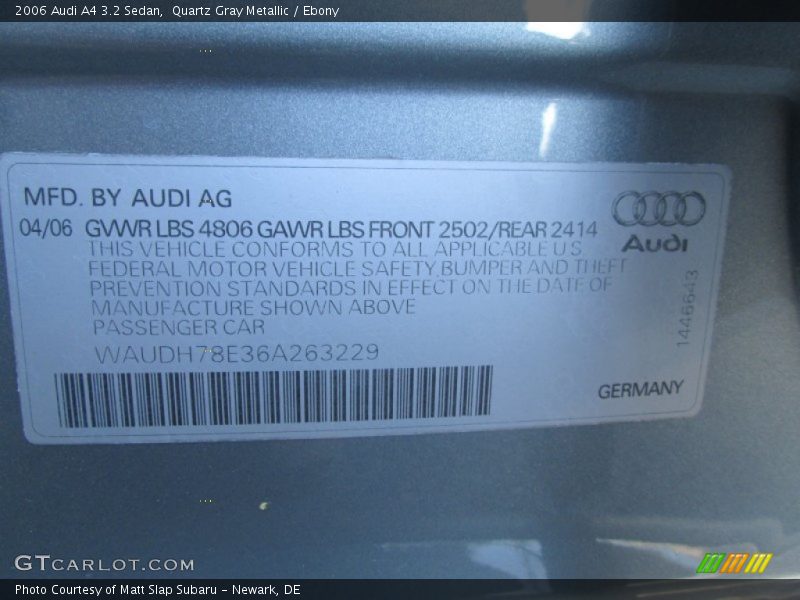 2006 Audi A4 3.2 Sedan,  Quartz Gray Metallic / Ebony
MFD. BY AUDI AG
04/06 GVWR LBS 4806 GAWR LBS FRONT 2502/REAR 2414
THIS VEHICLE CONFORMS TO ALL APPLICABLE U S
FEDERAL MOTOR VEHICLE SAFETY BUMPER AND THEFT
PREVENTION STANDARDS IN EFFECT ON THE DATE OF
MANUFACTURE SHOWN ABOVE
PASSENGER CAR
WAUDH78E36A263229
Audi
1446643
GERMANY
GTCARLOT.COM
Photo Courtesy of Matt Slap Subaru - Newark, DE